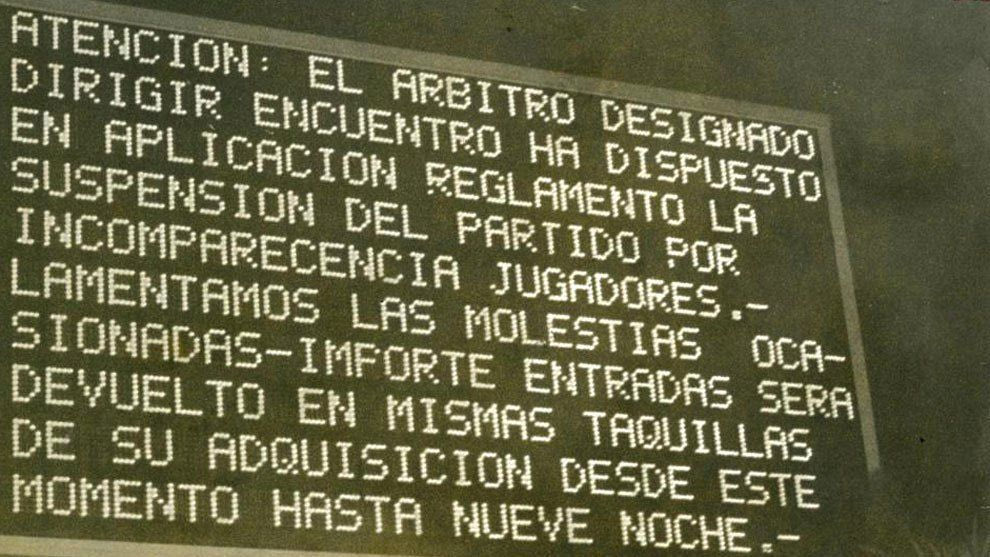 ATENCION: EL ARBITRO DESIGNADO
DIRIGIR ENCUENTRO HA DISPUESTO
EN APLICACION REGLAMENTO LA
SUSPENSION DEL PARTIDO POR
INCOMPARECENCIA JUGADORES.-
LAMENTAMOS LAS MOLESTIAS OCA-
SIONADAS-IMFORTE ENTRADAS SERA
DEVUELTO EN MISMAS TAQUILLAS
DE SU ADQUISICION DESDE ESTE
MOMENTO HASTA NUEVE NOCHE.-